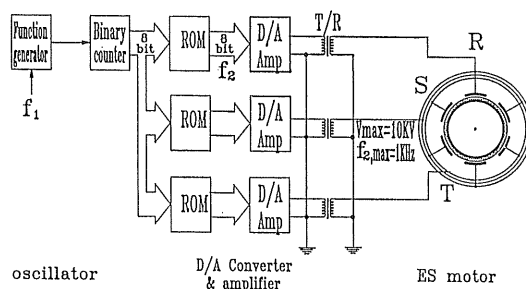 Function
generator
f1
Binary
counter
8
bit
ROM
8
bit
f2
D/A
Amp
T/R
R
S
ROM
D/A
Amp
Vmax=10KV
f2,max=1KHz
T
ROM
D/A
Amp
oscillator
D/A Converter
& amplifier
ES motor